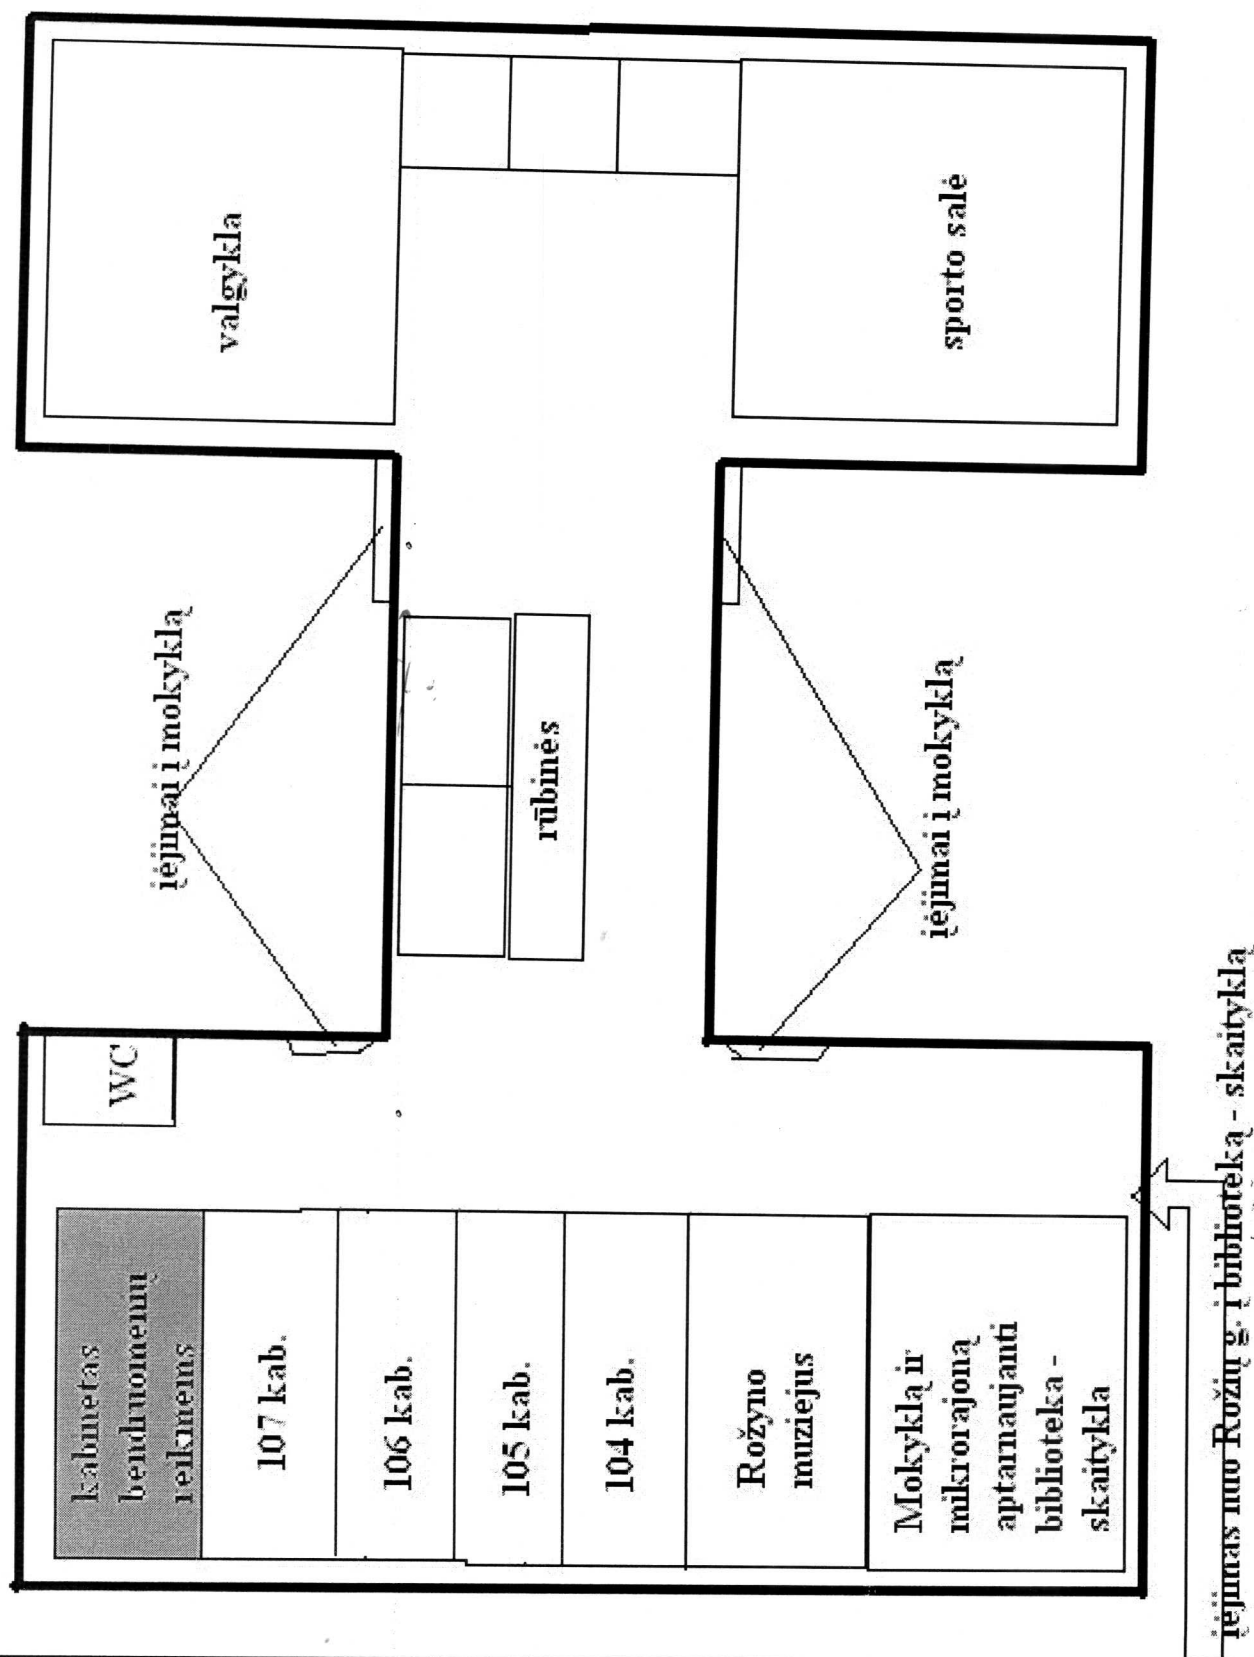 kabinetas
bendruomenių
reikmėms
107 kab.
106 kab.
105 kab.
104 kab.
Rožyno
muziejus
Mokyklą ir
mikrorajoną
aptarnaujanti
biblioteka -
skaitykla
WC
įėjimai į mokyklą
rūbinės
įėjimai į mokyklą
valgykla
sporto salė
įėjimas nuo Rožių g. į biblioteką - skaityklą